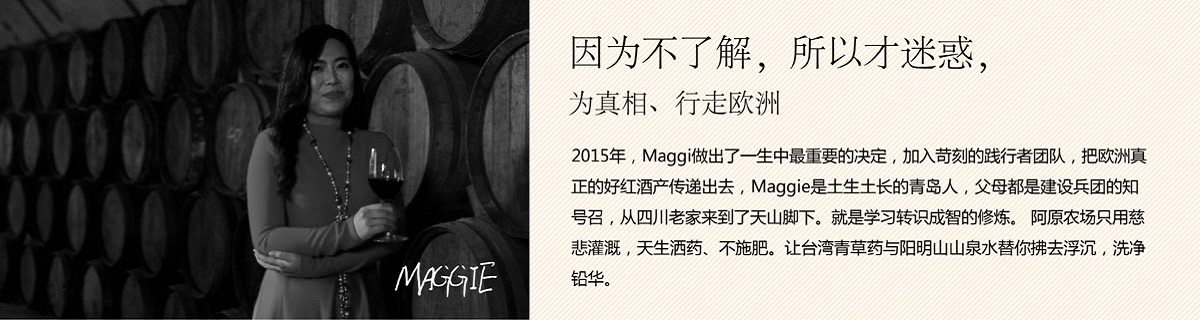 因为不了解，所以才迷惑，
为真相、行走欧洲
2015年，Maggi做出了一生中最重要的决定，加入苛刻的践行者团队，把欧洲真
正的好红酒产传递出去，Maggie是土生土长的青岛人，父母都是建设兵团的知
号召，从四川老家来到了天山脚下。就是学习转识成智的修炼。 阿原农场只用慈
悲灌溉，天生洒药、不施肥。让台湾青草药与阳明山山泉水替你拂去浮沉，洗净
铅华。
MAGGIE